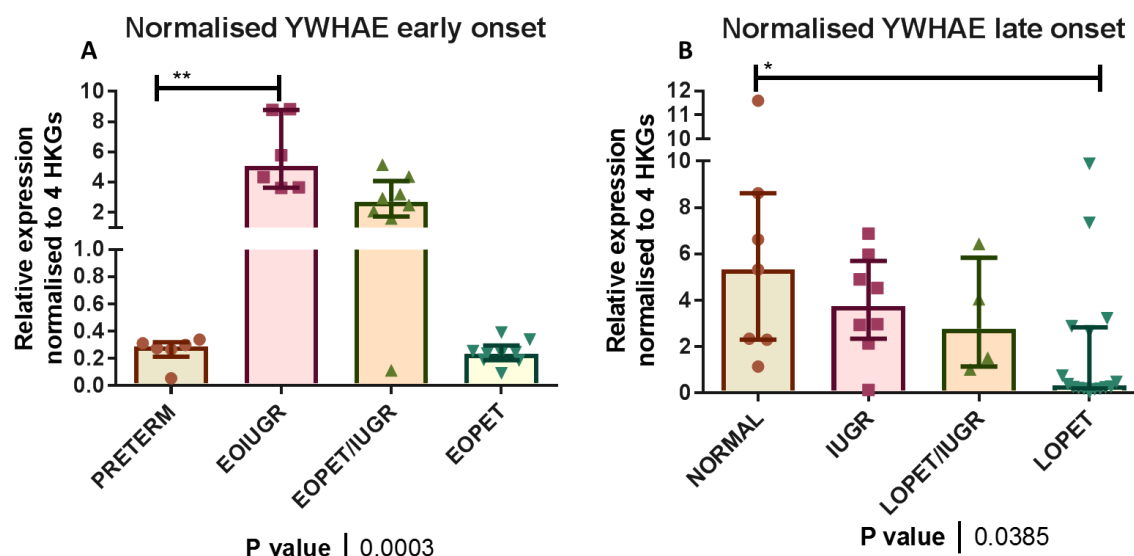 Normalised YWHAE early onset
A
**
Relative expression
normalised to 4 HKGs
10
8
6
4
2
1.0
0.8
0.6
0.4
0.2
0.0
PRETERM
EOIUGR
EOPET/IUGR
EOPET
P value | 0.0003
Normalised YWHAE late onset
B
*
Relative expression
normalised to 4 HKGs
12
11
10
10
8
6
4
2
0
NORMAL
IUGR
LOPET/IUGR
LOPET
P value | 0.0385